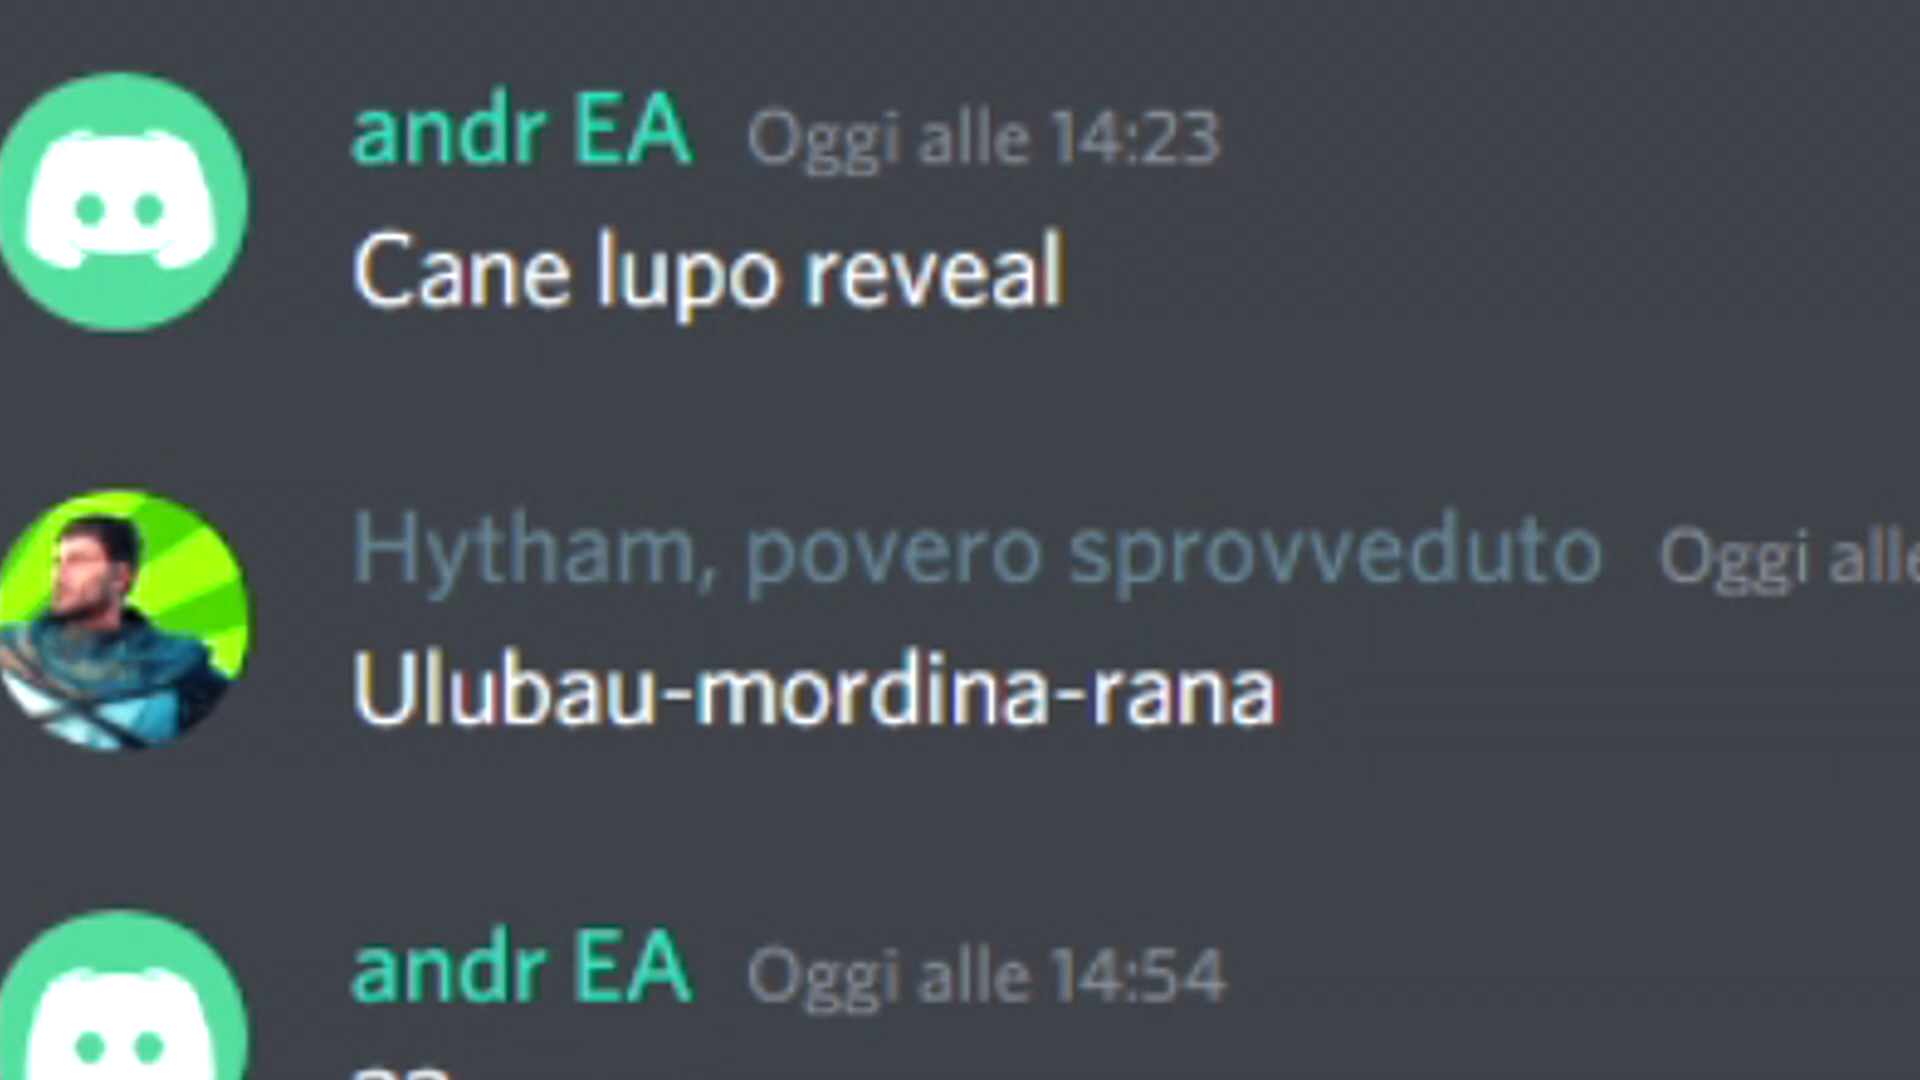 andr EA Oggi alle 14:23
Cane lupo reveal
Hytham, povero sprovveduto Oggi alle
Ulubau-mordina-rana
andr EA Oggi alle 14:54